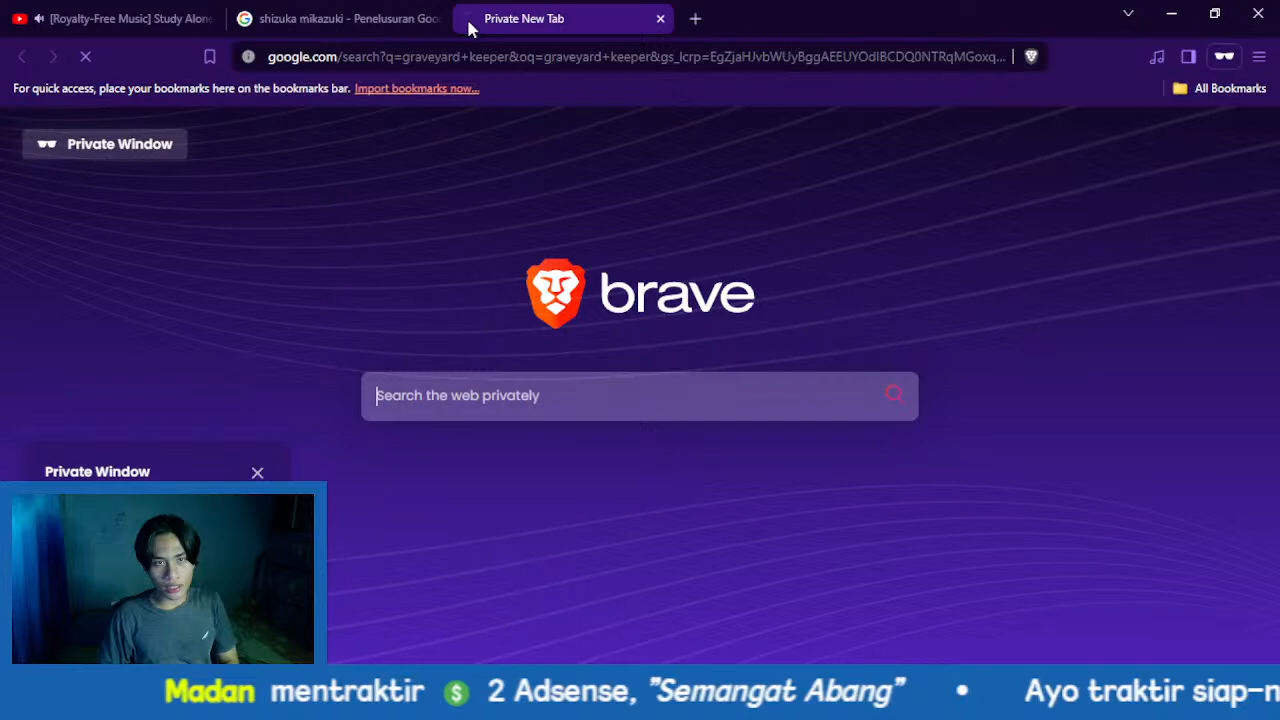 [Royalty-Free Music] Study Alone
shizuka mikazuki - Penelusuran Goo
Private New Tab
google.com/search?q=graveyard+keeper&oq=graveyard+keeper&gs_lcrp=EgZjaHJvbWUyBggAEEUYOdIBCDQ0NTRqMGoxq...
For quick access, place your bookmarks here on the bookmarks bar. Import bookmarks now...
All Bookmarks
Private Window
brave
Search the web privately
Private Window
Madan mentraktir $ 2 Adsense, "Semangat Abang" • Ayo traktir siap-n